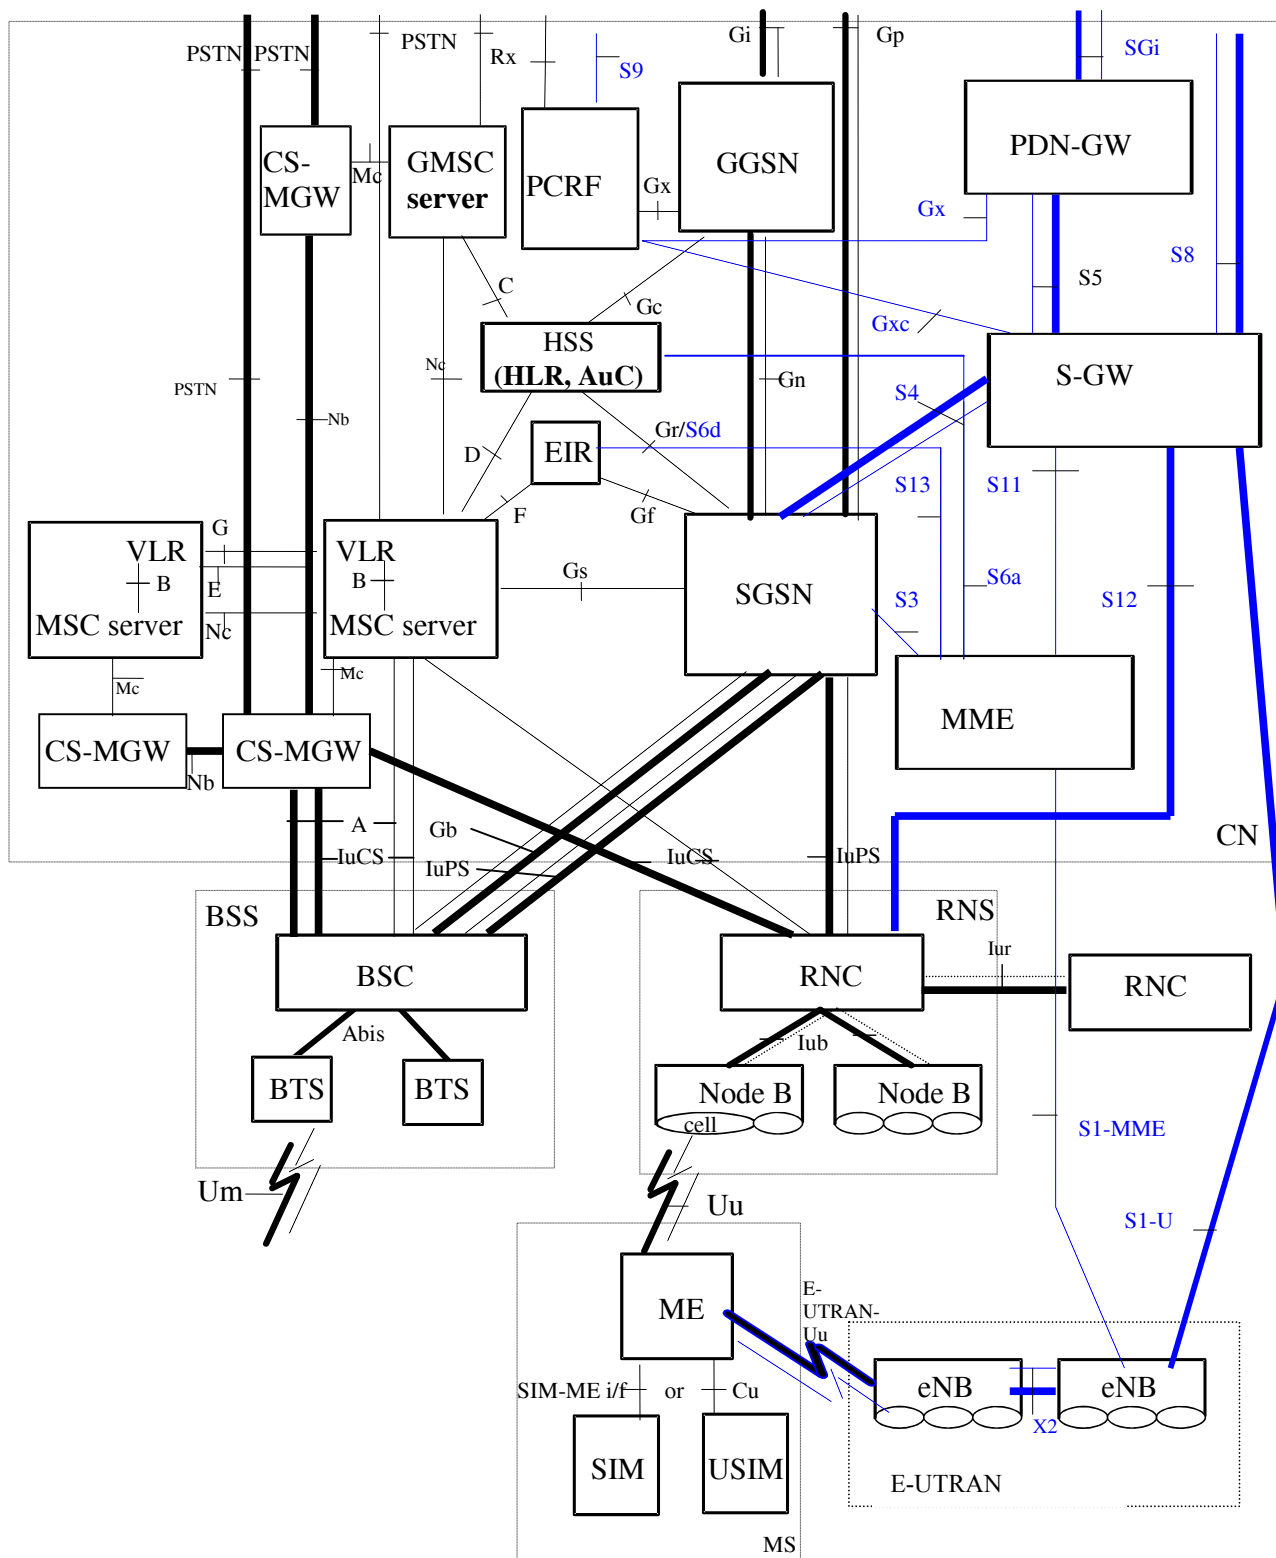 Gi
Gp
PSTN
PSTN
PSTN
Rx
S9
SGi
CS-
MGW
Mc
GMSC
server
PCRF
Gx
GGSN
PDN-GW
Gx
S5
S8
C
Gc
Gxc
HSS
(HLR, AuC)
Nc
Gn
S-GW
PSTN
Nb
S4
D
EIR
Gr/S6d
S13
S11
F
Gf
G
VLR
B
E
MSC server
Nc
VLR
B
MSC server
Gs
SGSN
S3
S6a
S12
Mc
Mc
MME
CS-MGW
Nb
CS-MGW
A
Gb
IuCS
IuPS
IuCS
IuPS
CN
BSS
RNS
BSC
RNC
Iur
RNC
Abis
Iub
BTS
BTS
Node B
cell
Node B
S1-MME
Um
Uu
S1-U
ME
E-
UTRAN-
Uu
SIM-ME i/f
or
Cu
eNB
eNB
X2
SIM
USIM
E-UTRAN
MS